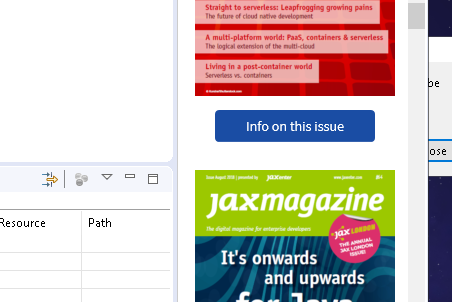 Straight to serverless: Leapfrogging growing pains
The future of cloud native development
A multi-platform world: PaaS, containers & serverless
The logical extension of the multi-cloud
Living in a post-container world
Serverless vs. containers
be
Info on this issue
ose
Issue August 2018 | presented by jaxenter
www.jaxenter.com
jaxmagazine
The digital magazine for enterprise developers
JAX LONDON
THE ANNUAL
JAX LONDON
ISSUE!
Resource
Path
It's onwards
and upwards
for Java